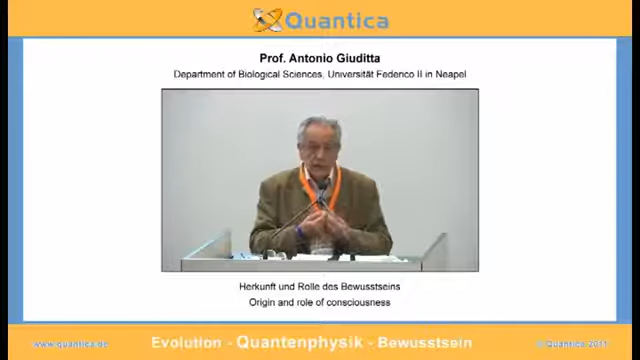 Quantica
Prof. Antonio Giuditta
Department of Biological Sciences, Universität Federico II in Neapel
Herkunft und Rolle des Bewusstseins
Origin and role of consciousness
www.quantica.de Evolution - Quantenphysik - Bewusstsein © Quantica 2011